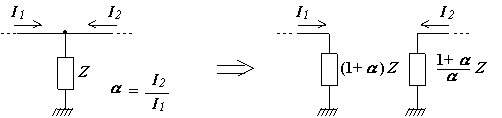 I₁ I₂
Z
α = I₂ / I₁
⇒
I₁ I₂
(1+α)Z
1+α / α Z